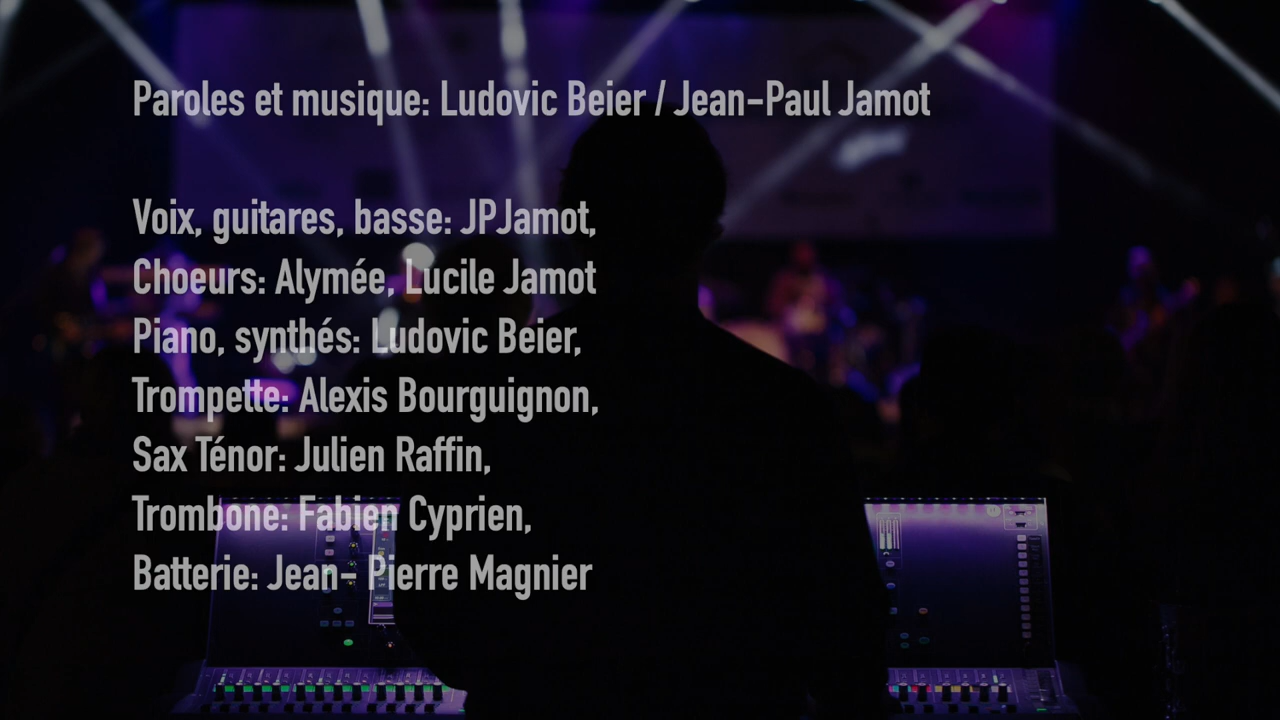 Paroles et musique: Ludovic Beier / Jean-Paul Jamot
Voix, guitares, basse: JPJamot,
Choeurs: Alymée, Lucile Jamot
Piano, synthés: Ludovic Beier,
Trompette: Alexis Bourguignon,
Sax Ténor: Julien Raffin,
Trombone: Fabien Cyprien,
Batterie: Jean- Pierre Magnier